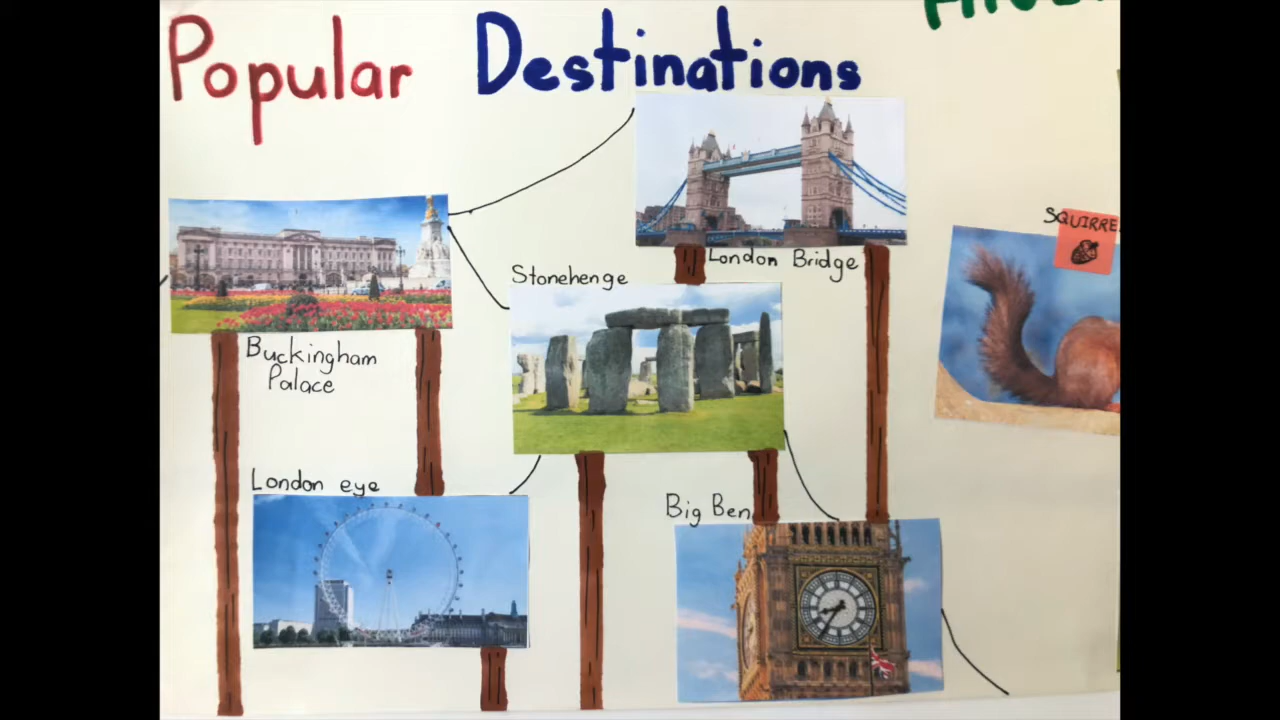 Popular Destinations
London Bridge
Stonehenge
Buckingham
Palace
London eye
Big Ben